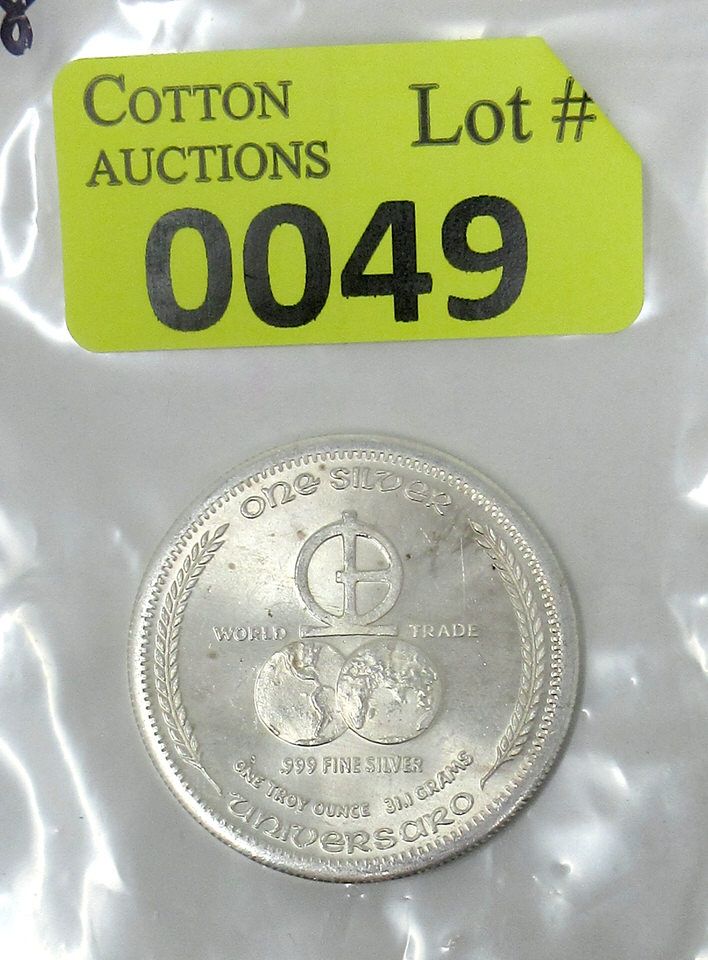 COTTON
AUCTIONS
Lot #
0049
ONE SILVER
WORLD TRADE
.999 FINE SILVER
ONE TROY OUNCE 31.1 GRAMS
UNIVERSARO